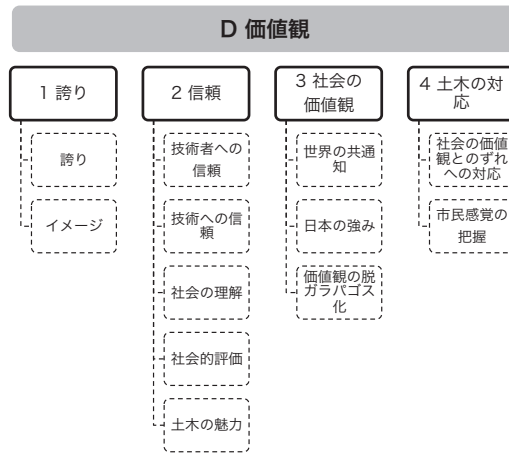 D 価値観
1 誇り
誇り
イメージ
2 信頼
技術者への
信頼
技術への信
頼
社会の理解
社会的評価
土木の魅力
3 社会の
価値観
世界の共通
知
日本の強み
価値観の脱
ガラパゴス
化
4 土木の対
応
社会の価値
観とのずれ
への対応
市民感覚の
把握